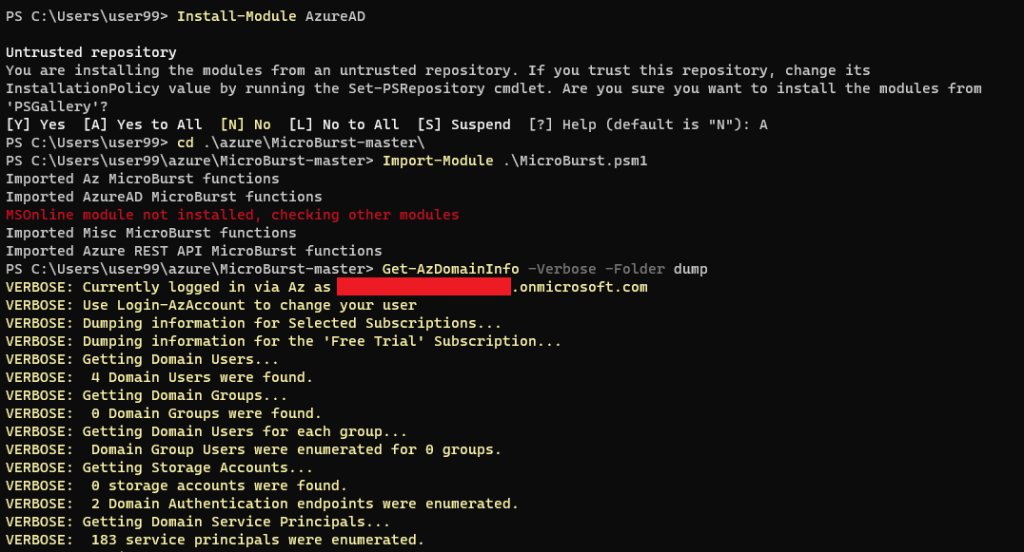 PS C:\Users\user99> Install-Module AzureAD
Untrusted repository
You are installing the modules from an untrusted repository. If you trust this repository, change its
InstallationPolicy value by running the Set-PSRepository cmdlet. Are you sure you want to install the modules from
'PSGallery'?
[Y] Yes  [A] Yes to All  [N] No  [L] No to All  [S] Suspend  [?] Help (default is "N"): A
PS C:\Users\user99> cd .\azure\MicroBurst-master\
PS C:\Users\user99\azure\MicroBurst-master> Import-Module .\MicroBurst.psm1
Imported Az MicroBurst functions
Imported AzureAD MicroBurst functions
MSOnline module not installed, checking other modules
Imported Misc MicroBurst functions
Imported Azure REST API MicroBurst functions
PS C:\Users\user99\azure\MicroBurst-master> Get-AzDomainInfo -Verbose -Folder dump
VERBOSE: Currently logged in via Az as .onmicrosoft.com
VERBOSE: Use Login-AzAccount to change your user
VERBOSE: Dumping information for Selected Subscriptions...
VERBOSE: Dumping information for the 'Free Trial' Subscription...
VERBOSE: Getting Domain Users...
VERBOSE:  4 Domain Users were found.
VERBOSE: Getting Domain Groups...
VERBOSE:  0 Domain Groups were found.
VERBOSE: Getting Domain Users for each group...
VERBOSE:  Domain Group Users were enumerated for 0 groups.
VERBOSE: Getting Storage Accounts...
VERBOSE:  0 storage accounts were found.
VERBOSE:  2 Domain Authentication endpoints were enumerated.
VERBOSE: Getting Domain Service Principals...
VERBOSE:  183 service principals were enumerated.